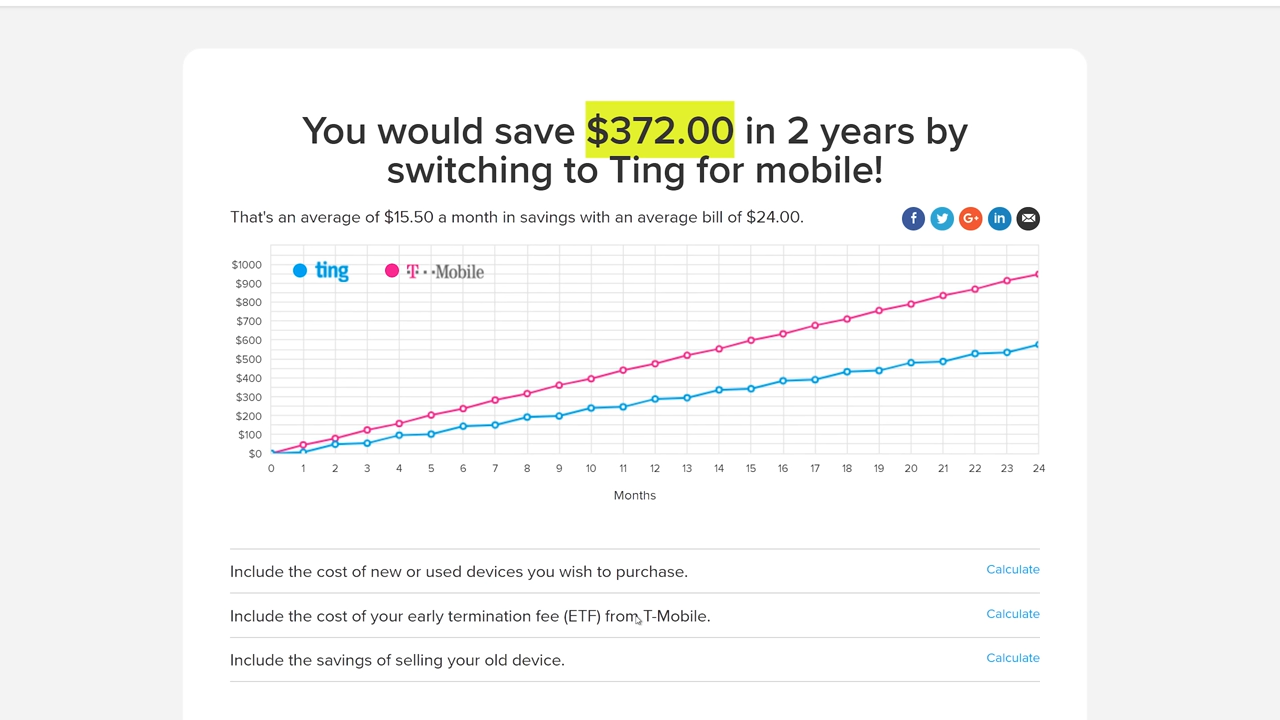 You would save $372.00 in 2 years by
switching to Ting for mobile!
That's an average of $15.50 a month in savings with an average bill of $24.00.
f
G+
in
ting
T··Mobile
$1000
$900
$800
$700
$600
$500
$400
$300
$200
$100
$0
0 1 2 3 4 5 6 7 8 9 10 11 12 13 14 15 16 17 18 19 20 21 22 23 24
Months
Include the cost of new or used devices you wish to purchase. Calculate
Include the cost of your early termination fee (ETF) from T-Mobile. Calculate
Include the savings of selling your old device. Calculate